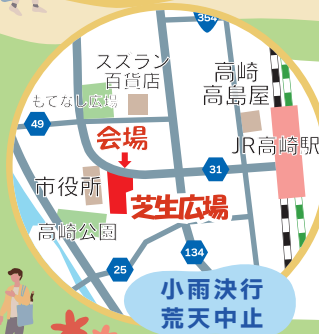 354
ススラン
百貨店
高崎
高島屋
もてなし広場
49
会場
JR高崎駅
31
市役所
芝生広場
高崎公園
134
25
小雨決行
荒天中止